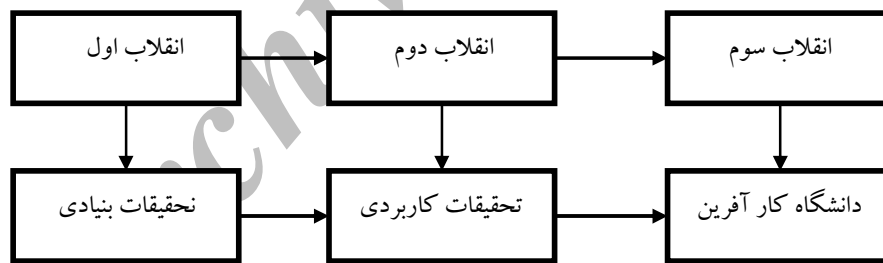 انقلاب اول
انقلاب دوم
انقلاب سوم
نحقیقات بنیادی
تحقیقات کاربردی
دانشگاه کار آفرین